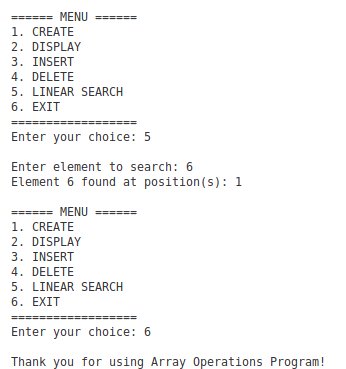 ====== MENU ======
1. CREATE
2. DISPLAY
3. INSERT
4. DELETE
5. LINEAR SEARCH
6. EXIT
==================
Enter your choice: 5
Enter element to search: 6
Element 6 found at position(s): 1
====== MENU ======
1. CREATE
2. DISPLAY
3. INSERT
4. DELETE
5. LINEAR SEARCH
6. EXIT
==================
Enter your choice: 6
Thank you for using Array Operations Program!